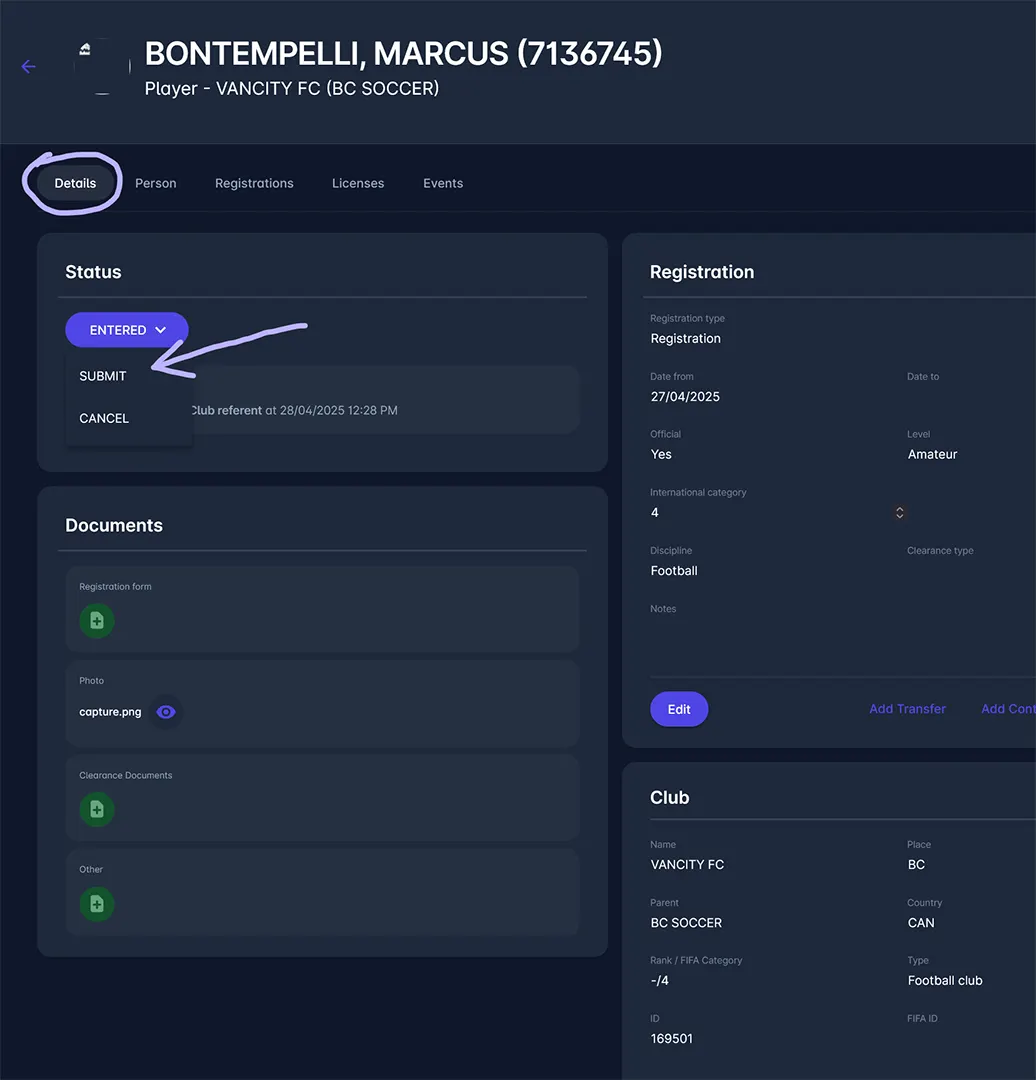 BONTEMPELLI, MARCUS (7136745)
Player - VANCITY FC (BC SOCCER)
Details
Person
Registrations
Licenses
Events
Status
ENTERED
SUBMIT
CANCEL
Club referent at 28/04/2025 12:28 PM
Documents
Registration form
Photo
capture.png
Clearance Documents
Other
Registration
Registration type
Registration
Date from
Date to
27/04/2025
Official
Level
Yes
Amateur
International category
4
Discipline
Clearance type
Football
Notes
Edit
Add Transfer
Add Cont
Club
Name
Place
VANCITY FC
BC
Parent
Country
BC SOCCER
CAN
Rank / FIFA Category
Type
-/4
Football club
ID
FIFA ID
169501